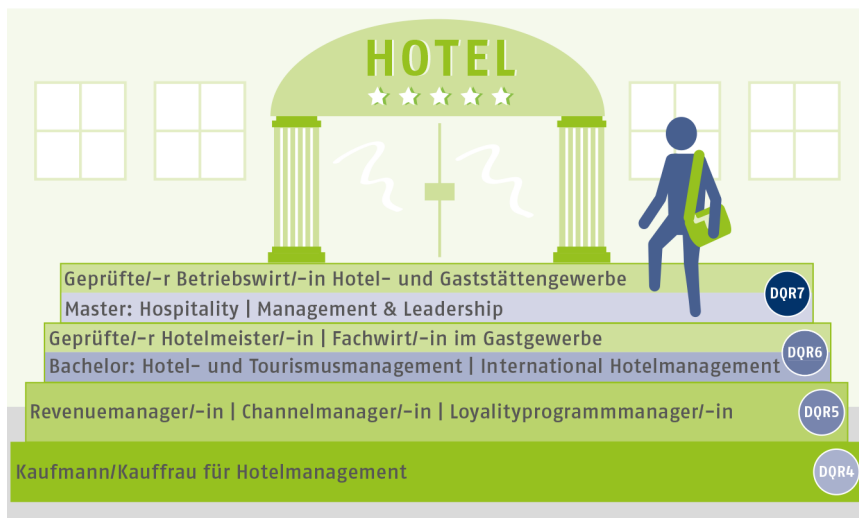 HOTEL
Geprüfte/-r Betriebswirt/-in Hotel- und Gaststättengewerbe
Master: Hospitality | Management & Leadership
DQR7
Geprüfte/-r Hotelmeister/-in | Fachwirt/-in im Gastgewerbe
Bachelor: Hotel- und Tourismusmanagement | International Hotelmanagement
DQR6
Revenuemanager/-in | Channelmanager/-in | Loyalityprogrammmanager/-in
DQR5
Kaufmann/Kauffrau für Hotelmanagement
DQR4